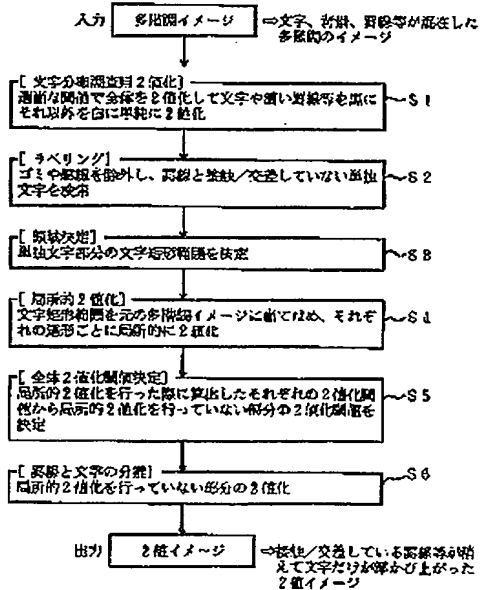 入力 多階調イメージ ⇨文字、背景、罫線等が混在した
多階調のイメージ
[ 文字分布調査用2値化] S1
適当な閾値で全体を2値化して文字や濃い罫線等を黒に
それ以外を白に単純に2値化
[ ラベリング] S2
ゴミや罫線を除外し、罫線と接触/交差していない単独
文字を検索
[ 領域決定] S3
単独文字部分の文字矩形範囲を決定
[ 局所的2値化] S4
文字矩形範囲を元の多階調イメージに当てはめ、それぞ
れの矩形ごとに局所的に2値化
[ 全体2値化閾値決定] S5
局所的2値化を行った際に算出したそれぞれの2値化閾
値から局所的2値化を行っていない部分の2値化閾値を
決定
[ 罫線と文字の分離] S6
局所的2値化を行っていない部分の2値化
出力 2値イメージ ⇨接触/交差している罫線等が消
えて文字だけが浮かび上がった
2値イメージ